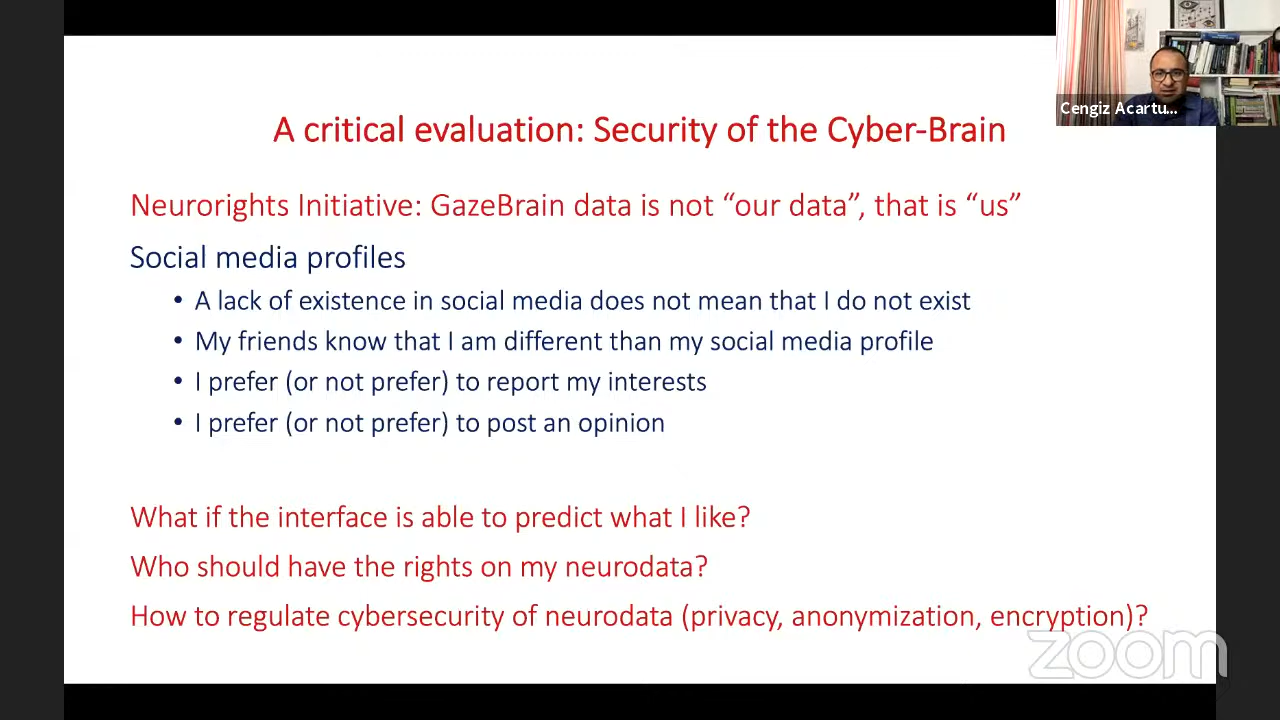 Cengiz Acartu...
A critical evaluation: Security of the Cyber-Brain
Neurorights Initiative: GazeBrain data is not “our data”, that is “us”
Social media profiles
• A lack of existence in social media does not mean that I do not exist
• My friends know that I am different than my social media profile
• I prefer (or not prefer) to report my interests
• I prefer (or not prefer) to post an opinion
What if the interface is able to predict what I like?
Who should have the rights on my neurodata?
How to regulate cybersecurity of neurodata (privacy, anonymization, encryption)?
zoom